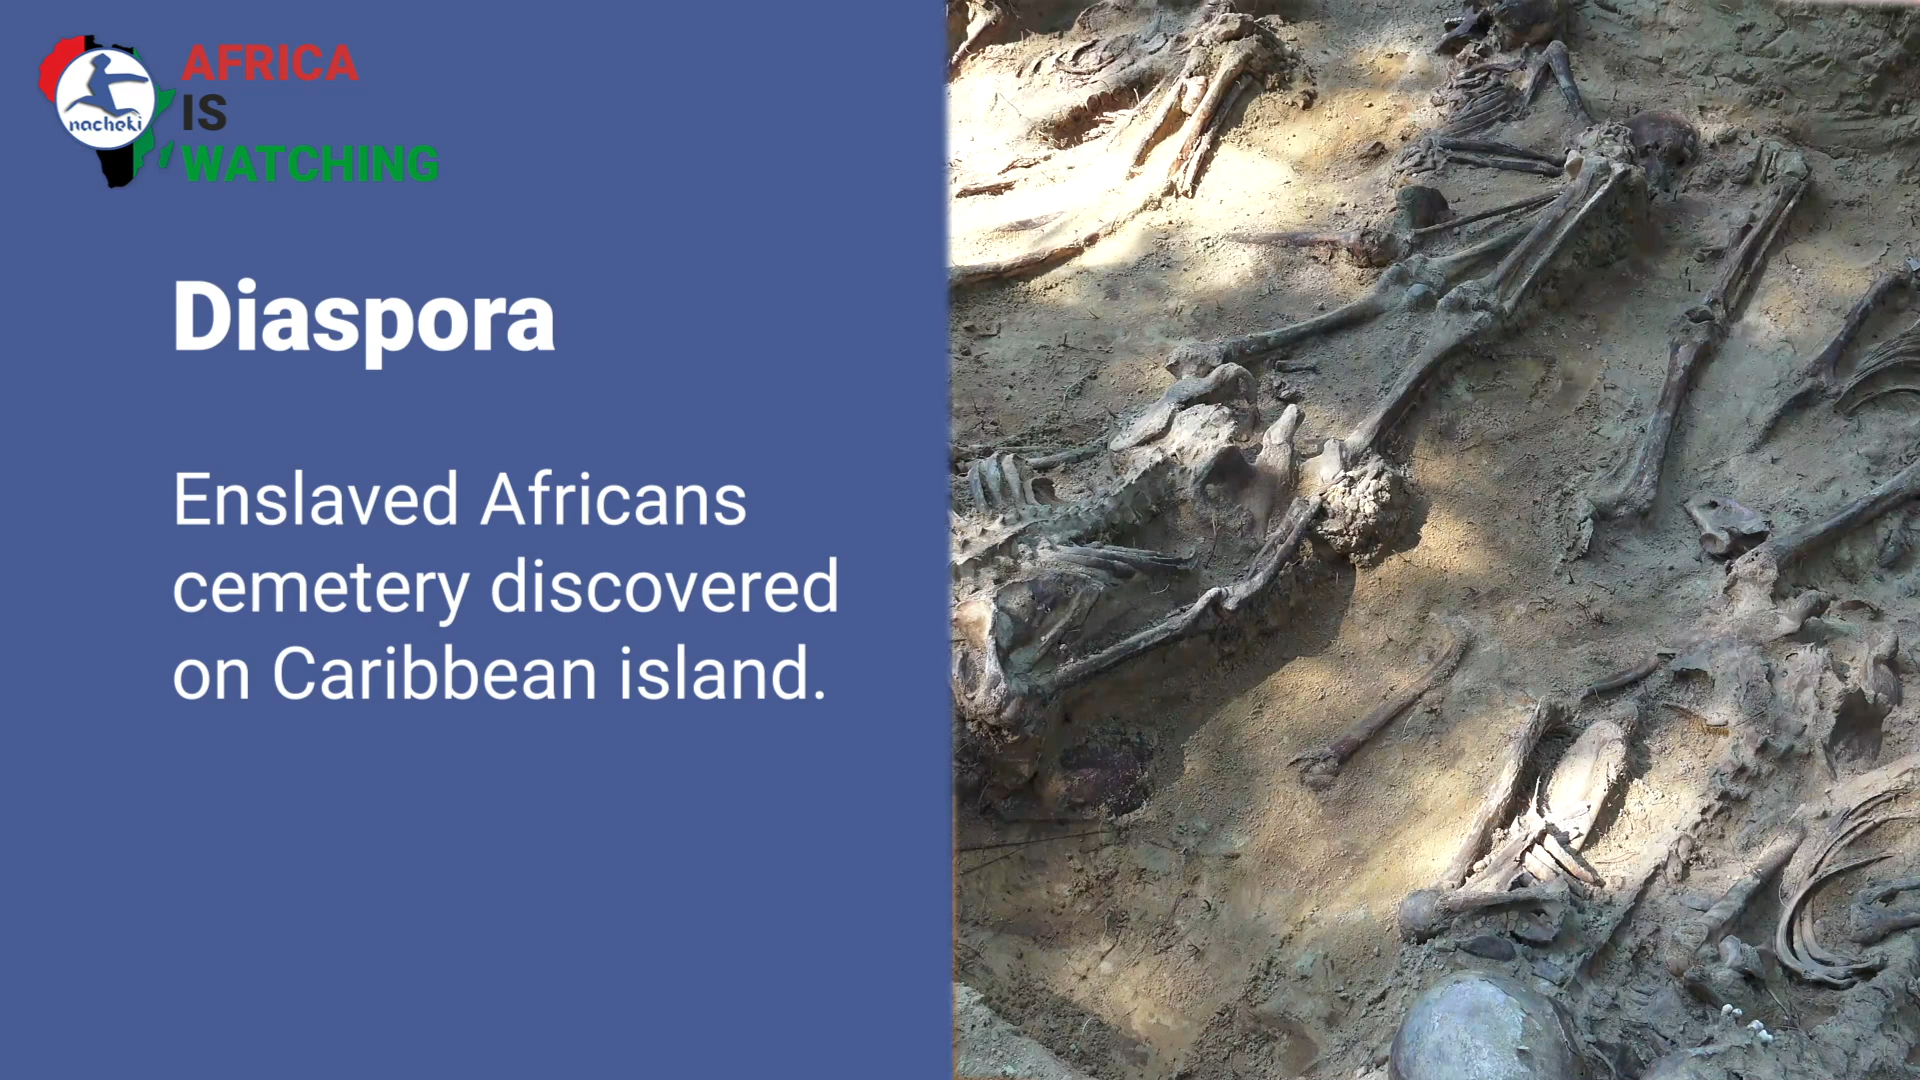 nacheki
AFRICA
IS
WATCHING
Diaspora
Enslaved Africans
cemetery discovered
on Caribbean island.